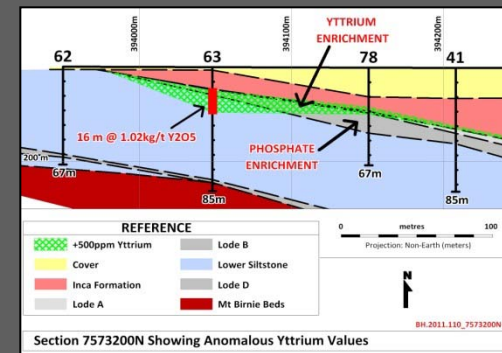 394000m
394100m
394200m
YTTRIUM
ENRICHMENT
62 63 78 41
16 m @ 1.02kg/t Y2O5
PHOSPHATE
ENRICHMENT
200 m
67m 85m 67m 85m
REFERENCE
+500ppm Yttrium
Cover
Inca Formation
Lode A
Lode B
Lower Siltstone
Lode D
Mt Birnie Beds
0 metres 100
Projection: Non-Earth (meters)
N
BH.2011.110_7573200N
Section 7573200N Showing Anomalous Yttrium Values